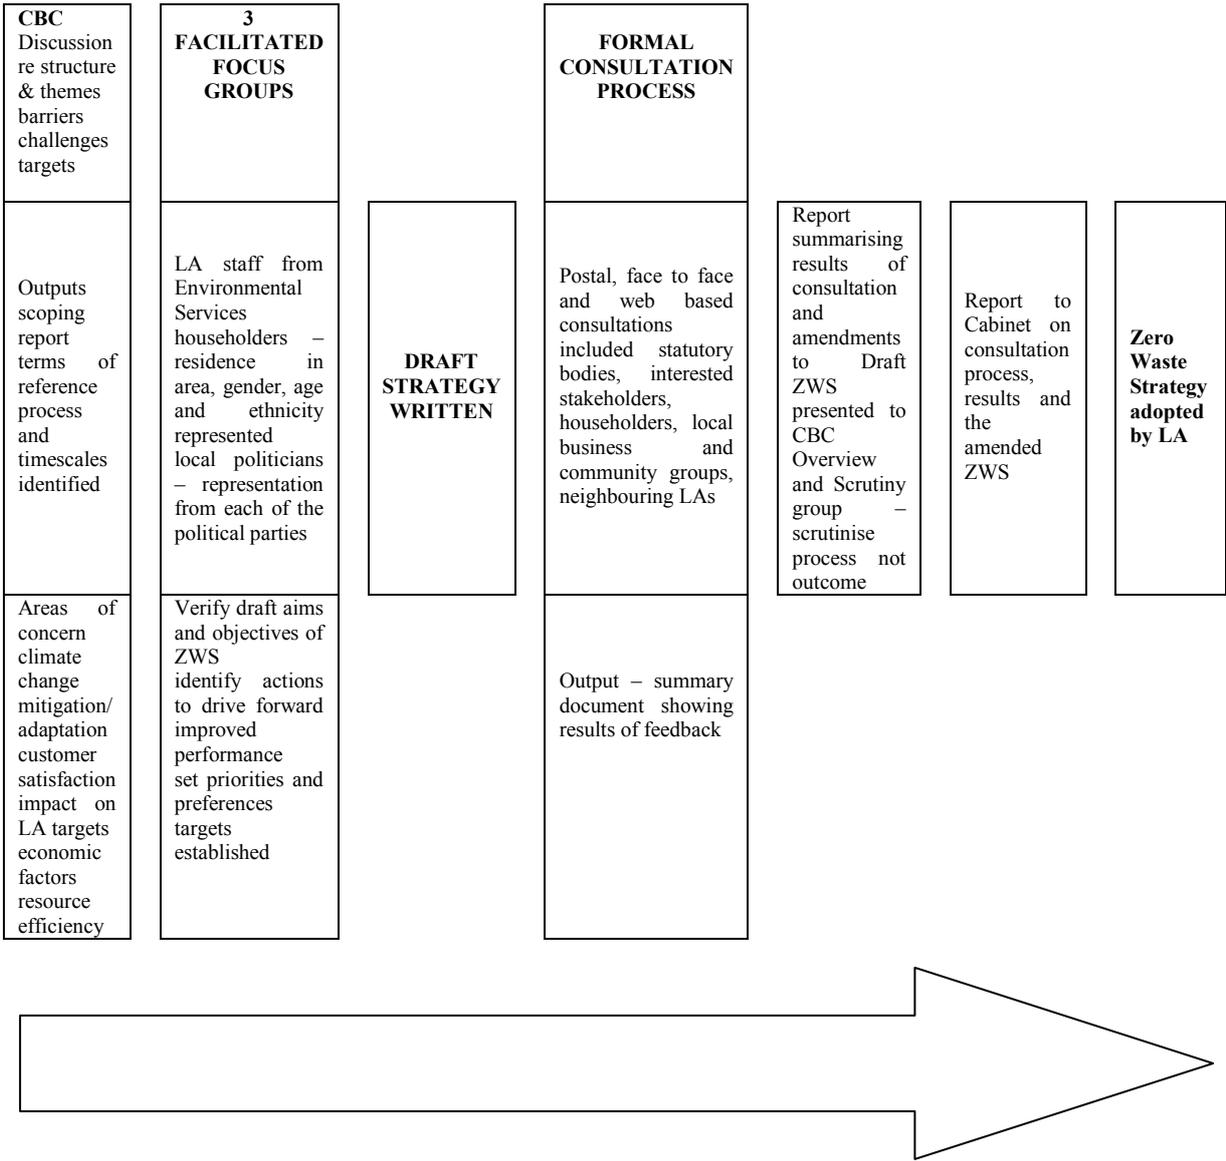 CBC
Discussion
re structure
& themes
barriers
challenges
targets
Outputs
scoping
report
terms of
reference
process
and
timescales
identified
Areas of
concern
climate
change
mitigation/
adaptation
customer
satisfaction
impact on
LA targets
economic
factors
resource
efficiency
3
FACILITATED
FOCUS
GROUPS
LA staff from
Environmental
Services
householders –
residence in
area, gender, age
and ethnicity
represented
local politicians
– representation
from each of the
political parties
Verify draft aims
and objectives of
ZWS
identify actions
to drive forward
improved
performance
set priorities and
preferences
targets
established
DRAFT
STRATEGY
WRITTEN
FORMAL
CONSULTATION
PROCESS
Postal, face to face
and web based
consultations
included statutory
bodies, interested
stakeholders,
householders, local
business and
community groups,
neighbouring LAs
Output – summary
document showing
results of feedback
Report
summarising
results of
consultation
and
amendments
to Draft
ZWS
presented to
CBC
Overview
and Scrutiny
group –
scrutinise
process not
outcome
Report to
Cabinet on
consultation
process,
results and
the
amended
ZWS
Zero
Waste
Strategy
adopted
by LA